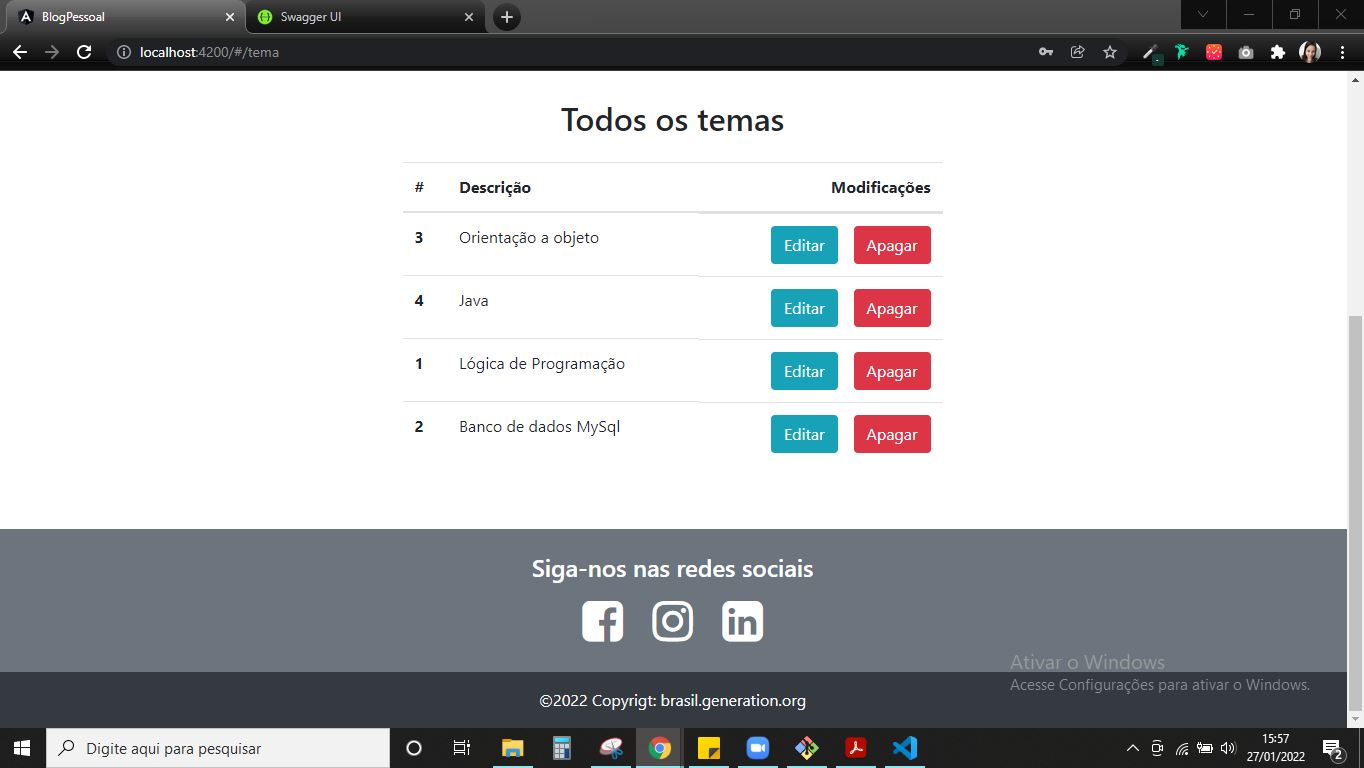 BlogPessoal
Swagger UI
localhost:4200/#/tema
Todos os temas
# Descrição Modificações
3 Orientação a objeto Editar Apagar
4 Java Editar Apagar
1 Lógica de Programação Editar Apagar
2 Banco de dados MySql Editar Apagar
Siga-nos nas redes sociais
Ativar o Windows
Acesse Configurações para ativar o Windows.
©2022 Copyrigt: brasil.generation.org
Digite aqui para pesquisar
15:57
27/01/2022
2